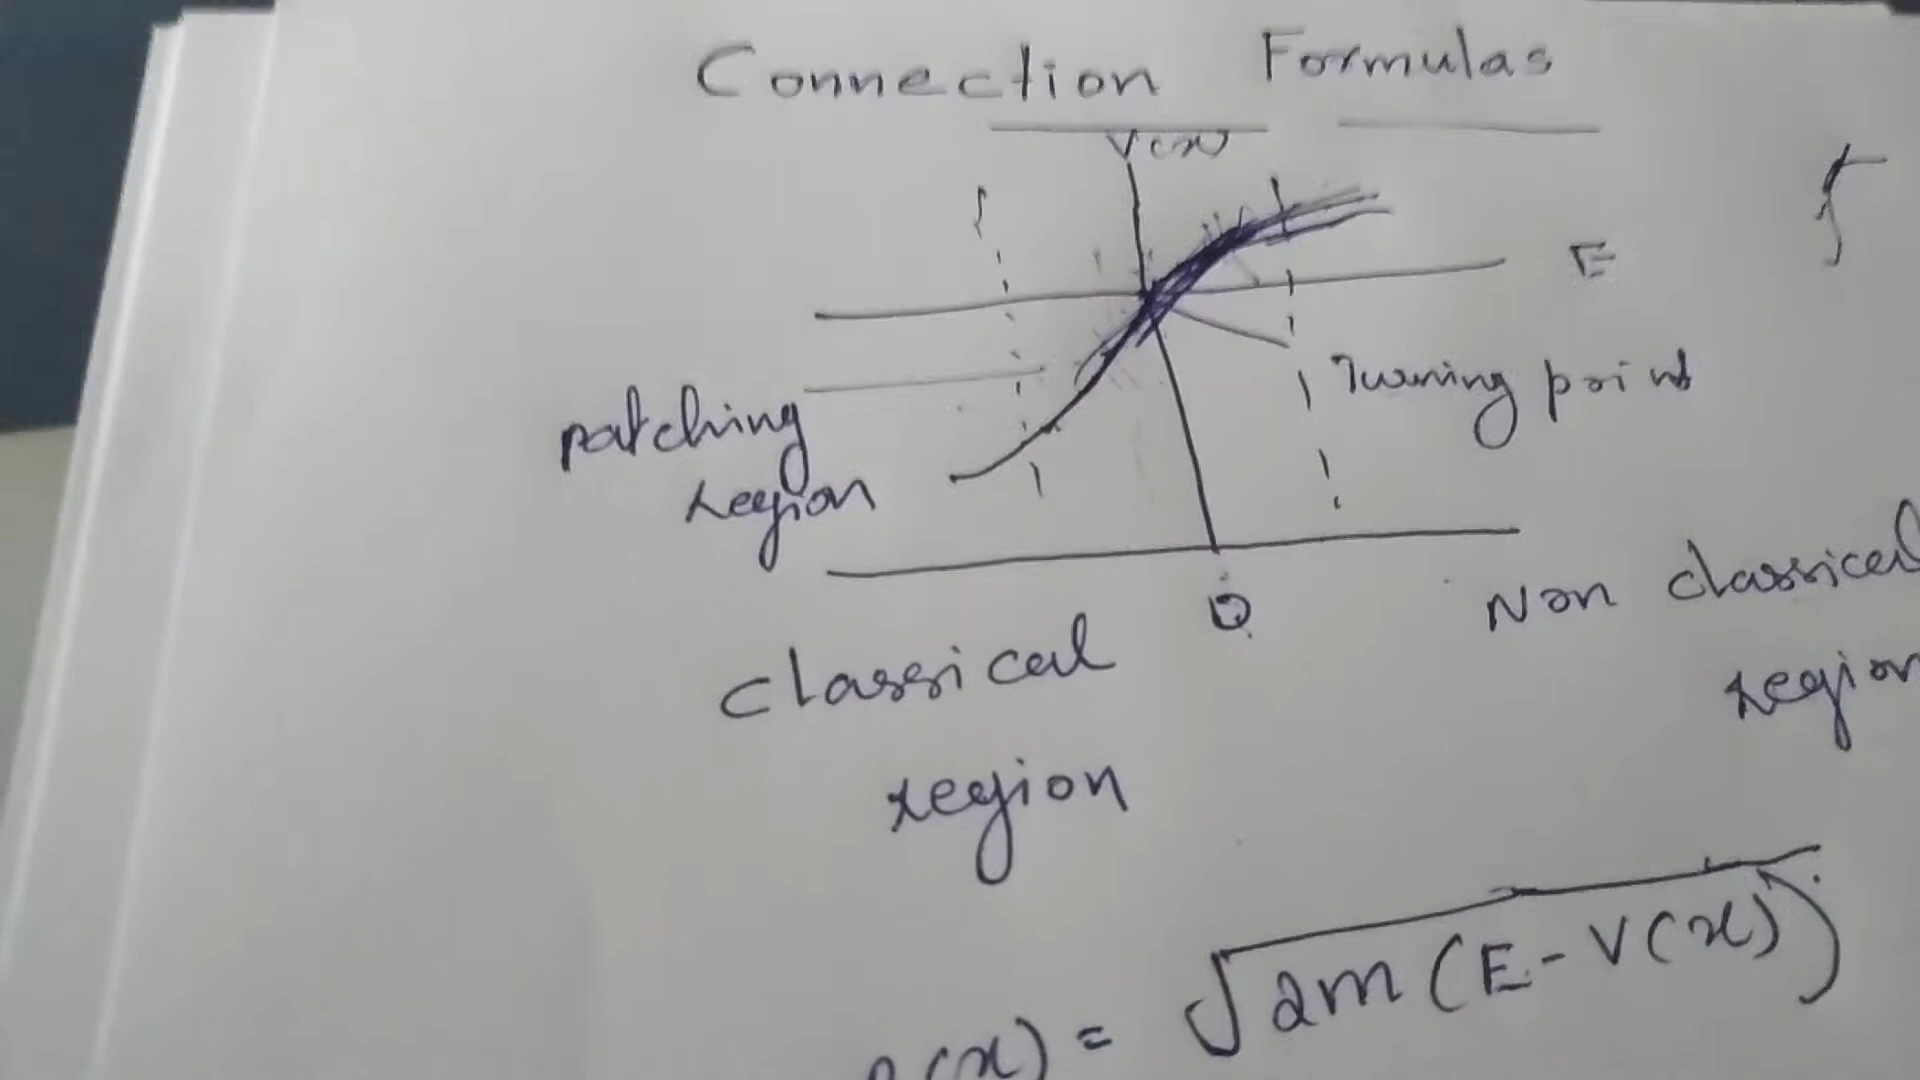 Connection Formulas
V(x)
E
Turning point
patching
region
0
Non classical
region
classical
region
p(x) = √2m(E-V(x))